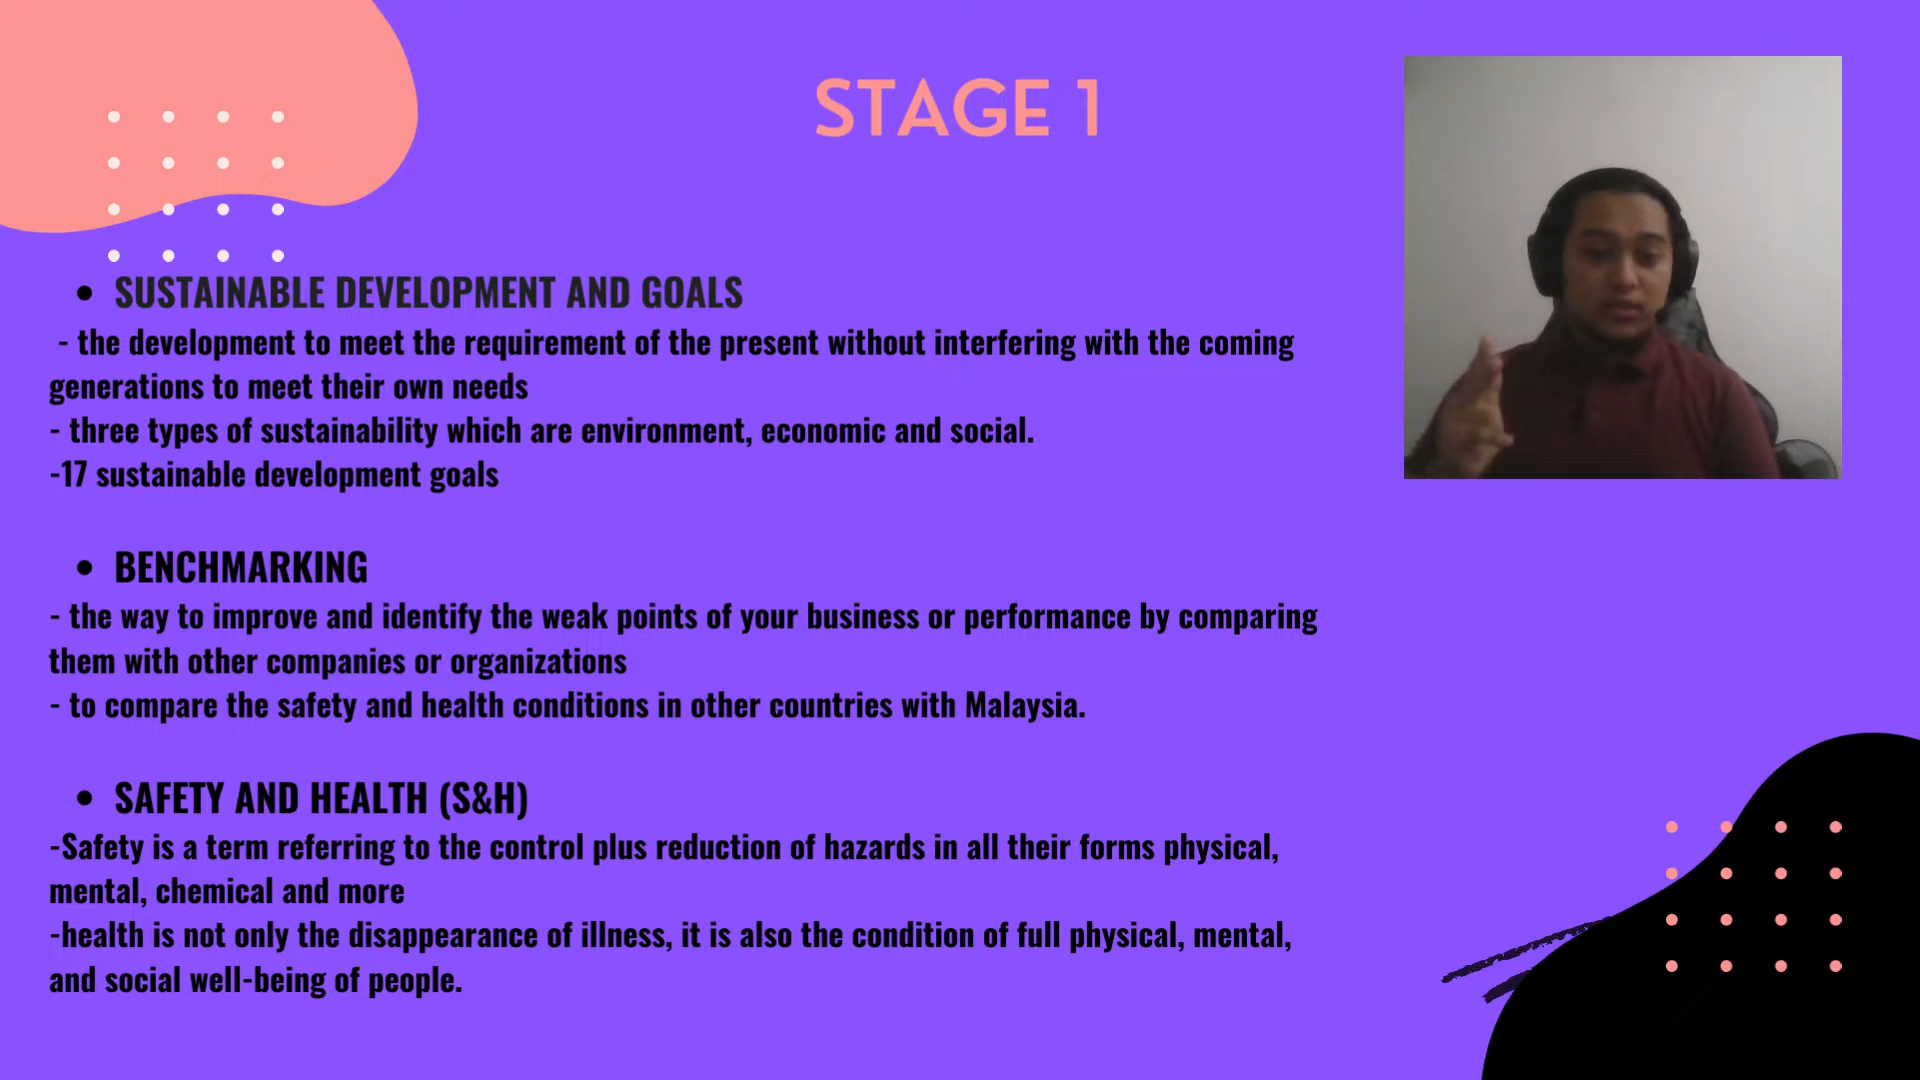 STAGE 1
• SUSTAINABLE DEVELOPMENT AND GOALS
- the development to meet the requirement of the present without interfering with the coming
generations to meet their own needs
- three types of sustainability which are environment, economic and social.
-17 sustainable development goals
• BENCHMARKING
- the way to improve and identify the weak points of your business or performance by comparing
them with other companies or organizations
- to compare the safety and health conditions in other countries with Malaysia.
• SAFETY AND HEALTH (S&H)
-Safety is a term referring to the control plus reduction of hazards in all their forms physical,
mental, chemical and more
-health is not only the disappearance of illness, it is also the condition of full physical, mental,
and social well-being of people.